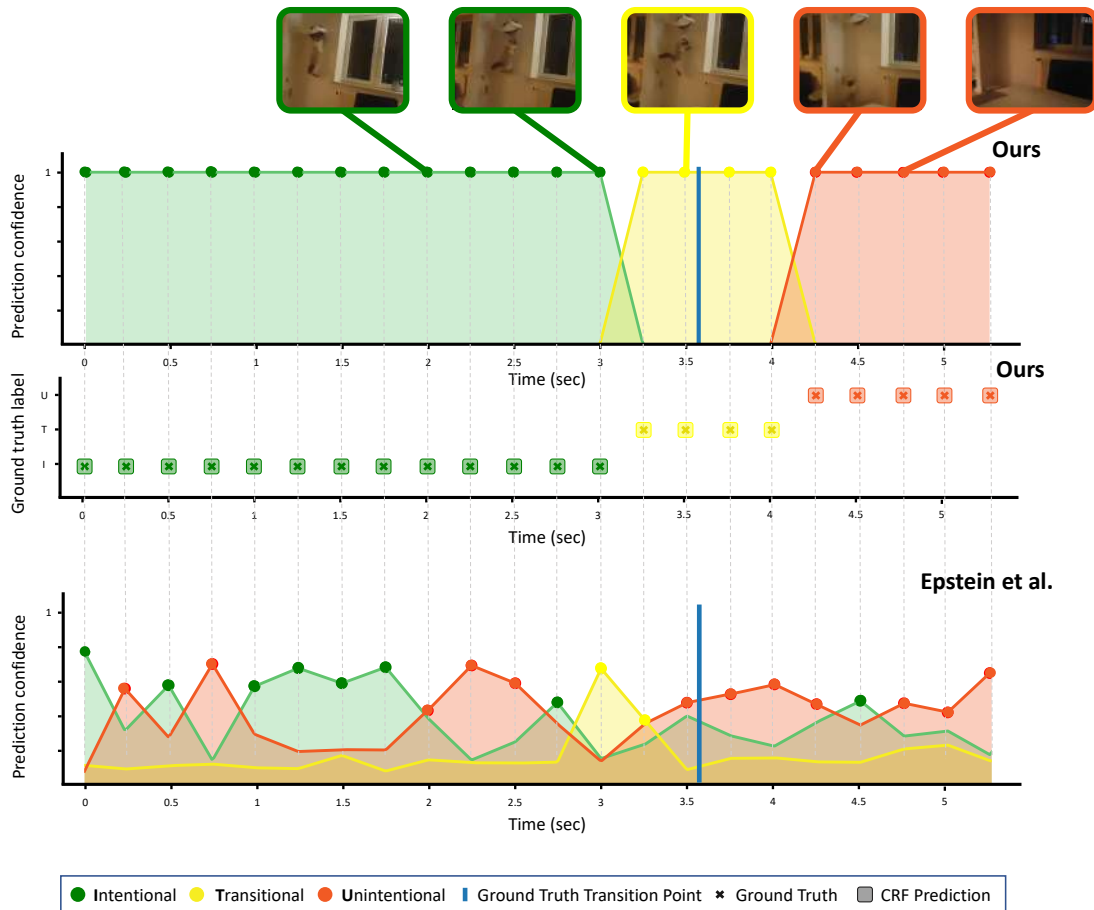 Ours
Prediction confidence
1
0 0.5 1 1.5 2 2.5 3 3.5 4 4.5 5
Time (sec)
Ours
Ground truth label
U
T
I
0 0.5 1 1.5 2 2.5 3 3.5 4 4.5 5
Time (sec)
Epstein et al.
Prediction confidence
1
0 0.5 1 1.5 2 2.5 3 3.5 4 4.5 5
Time (sec)
Intentional Transitional Unintentional Ground Truth Transition Point Ground Truth CRF Prediction